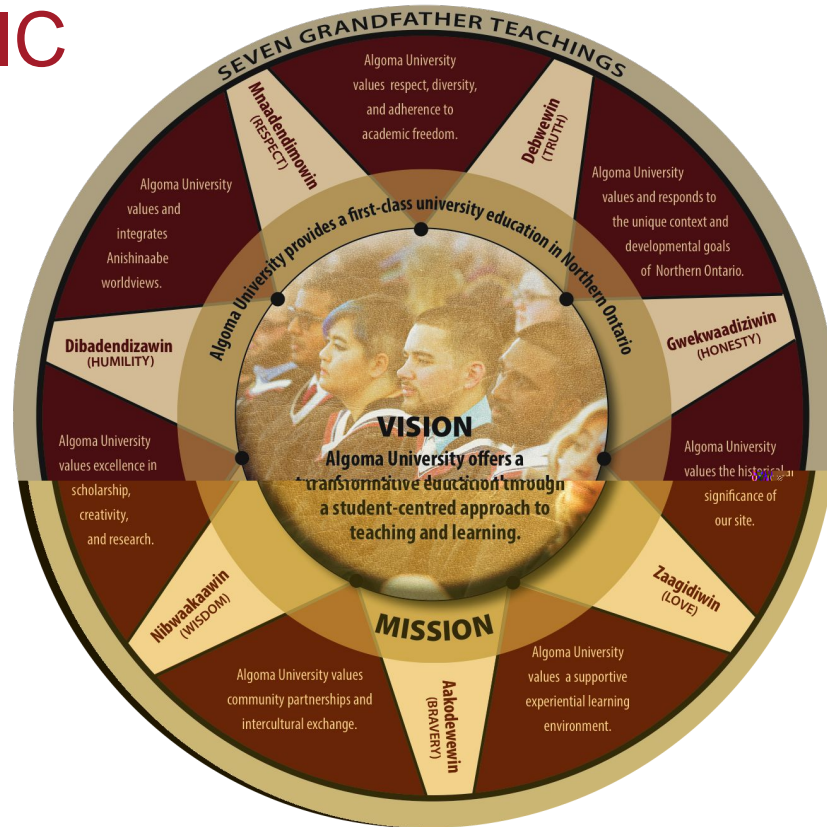 IC
SEVEN GRANDFATHER TEACHINGS
Algoma University
values respect, diversity,
and adherence to
academic freedom.
Mnaadendimowin
(RESPECT)
Debwewin
(TRUTH)
Algoma University
values and
integrates
Anishinaabe
worldviews.
Algoma University
values and responds to
the unique context and
developmental goals
of Northern Ontario.
Algoma University provides a first-class university education in Northern Ontario
Dibadendizawin
(HUMILITY)
Gwekwaadiziwin
(HONESTY)
VISION
Algoma University offers a
transformative education through
a student-centred approach to
teaching and learning.
Algoma University
values excellence in
scholarship,
creativity,
and research.
Algoma University
values the
significance of
our site.
Nibwaakaawin
(WISDOM)
Zaagidiwin
(LOVE)
MISSION
Algoma University values
community partnerships and
intercultural exchange.
Aakodewewin
(BRAVERY)
Algoma University
values a supportive
experiential learning
environment.